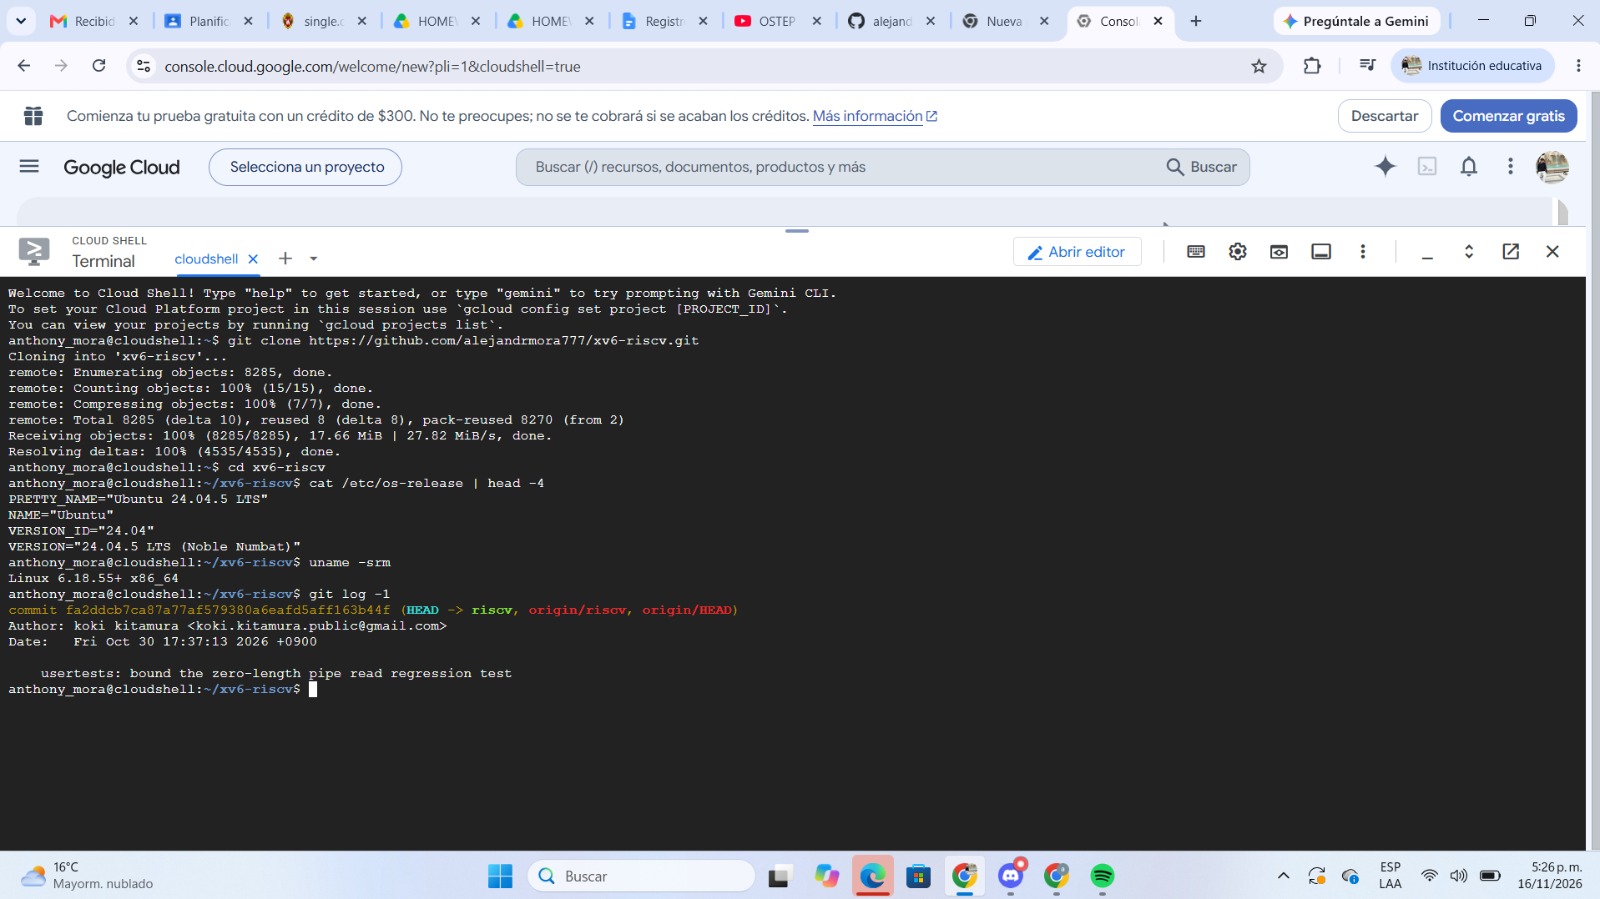 Recibid
Planific
single.c
HOMEW
HOMEW
Registr
OSTEP
alejand
Nueva
Consol
Pregúntale a Gemini
console.cloud.google.com/welcome/new?pli=1&cloudshell=true
Institución educativa
Comienza tu prueba gratuita con un crédito de $300. No te preocupes; no se te cobrará si se acaban los créditos. Más información
Descartar
Comenzar gratis
Google Cloud
Selecciona un proyecto
Buscar (/) recursos, documentos, productos y más
Buscar
CLOUD SHELL
Terminal
cloudshell
Abrir editor
Welcome to Cloud Shell! Type "help" to get started, or type "gemini" to try prompting with Gemini CLI.
To set your Cloud Platform project in this session use `gcloud config set project [PROJECT_ID]`.
You can view your projects by running `gcloud projects list`.
anthony_mora@cloudshell:~$ git clone https://github.com/alejandrmora777/xv6-riscv.git
Cloning into 'xv6-riscv'...
remote: Enumerating objects: 8285, done.
remote: Counting objects: 100% (15/15), done.
remote: Compressing objects: 100% (7/7), done.
remote: Total 8285 (delta 10), reused 8 (delta 8), pack-reused 8270 (from 2)
Receiving objects: 100% (8285/8285), 17.66 MiB | 27.82 MiB/s, done.
Resolving deltas: 100% (4535/4535), done.
anthony_mora@cloudshell:~$ cd xv6-riscv
anthony_mora@cloudshell:~/xv6-riscv$ cat /etc/os-release | head -4
PRETTY_NAME="Ubuntu 24.04.5 LTS"
NAME="Ubuntu"
VERSION_ID="24.04"
VERSION="24.04.5 LTS (Noble Numbat)"
anthony_mora@cloudshell:~/xv6-riscv$ uname -srm
Linux 6.18.55+ x86_64
anthony_mora@cloudshell:~/xv6-riscv$ git log -1
commit fa2ddcb7ca87a77af579380a6eafd5aff163b44f (HEAD -> riscv, origin/riscv, origin/HEAD)
Author: koki kitamura <koki.kitamura.public@gmail.com>
Date:   Fri Oct 30 17:37:13 2026 +0900
usertests: bound the zero-length pipe read regression test
anthony_mora@cloudshell:~/xv6-riscv$
16°C
Mayorm. nublado
Buscar
ESP
LAA
5:26 p. m.
16/11/2026